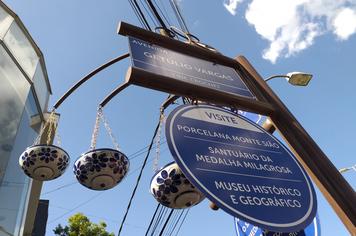 AVENIDA
GETÚLIO VARGAS
VISITE
PORCELANA MONTE SIÃO
SANTUÁRIO DA
MEDALHA MILAGROSA
MUSEU HISTÓRICO
E GEOGRÁFICO